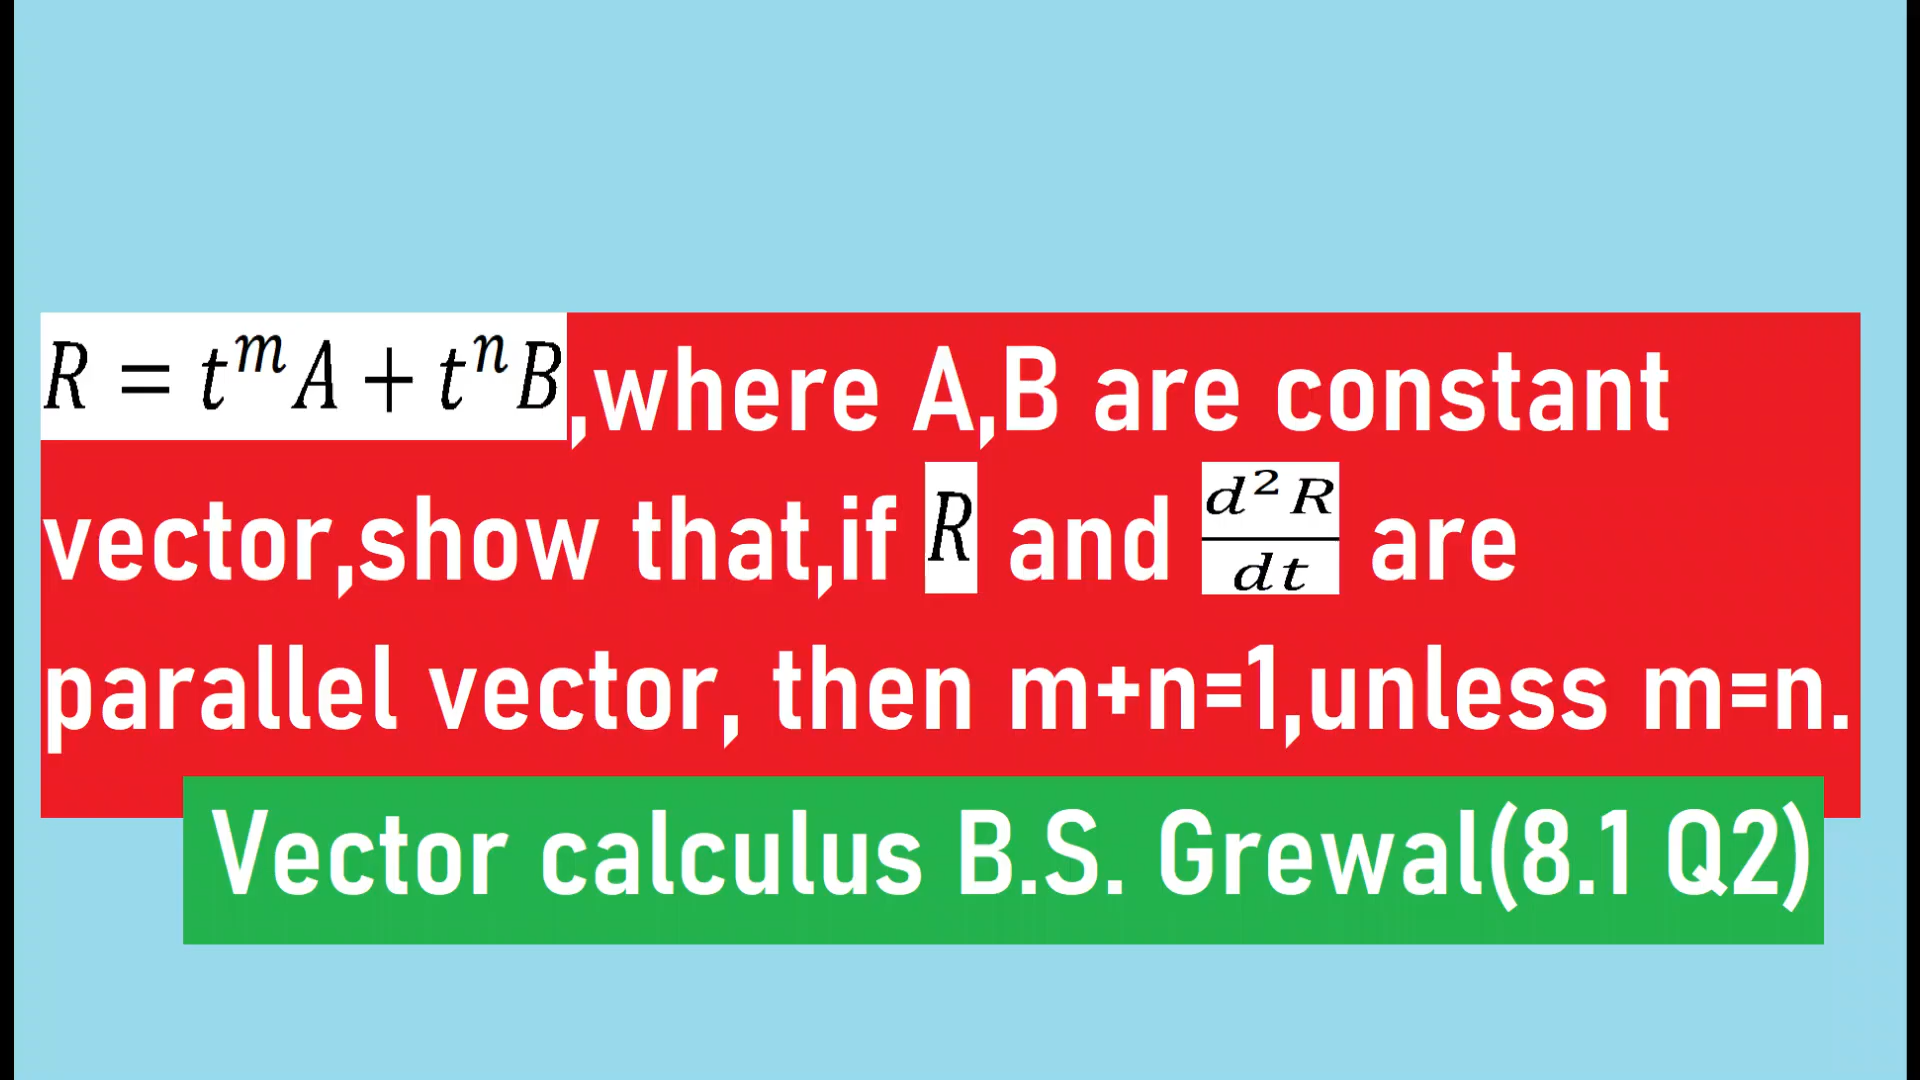 R = t^m A + t^n B ,where A,B are constant
vector,show that,if R and d²R/dt are
parallel vector, then m+n=1,unless m=n.
Vector calculus B.S. Grewal(8.1 Q2)